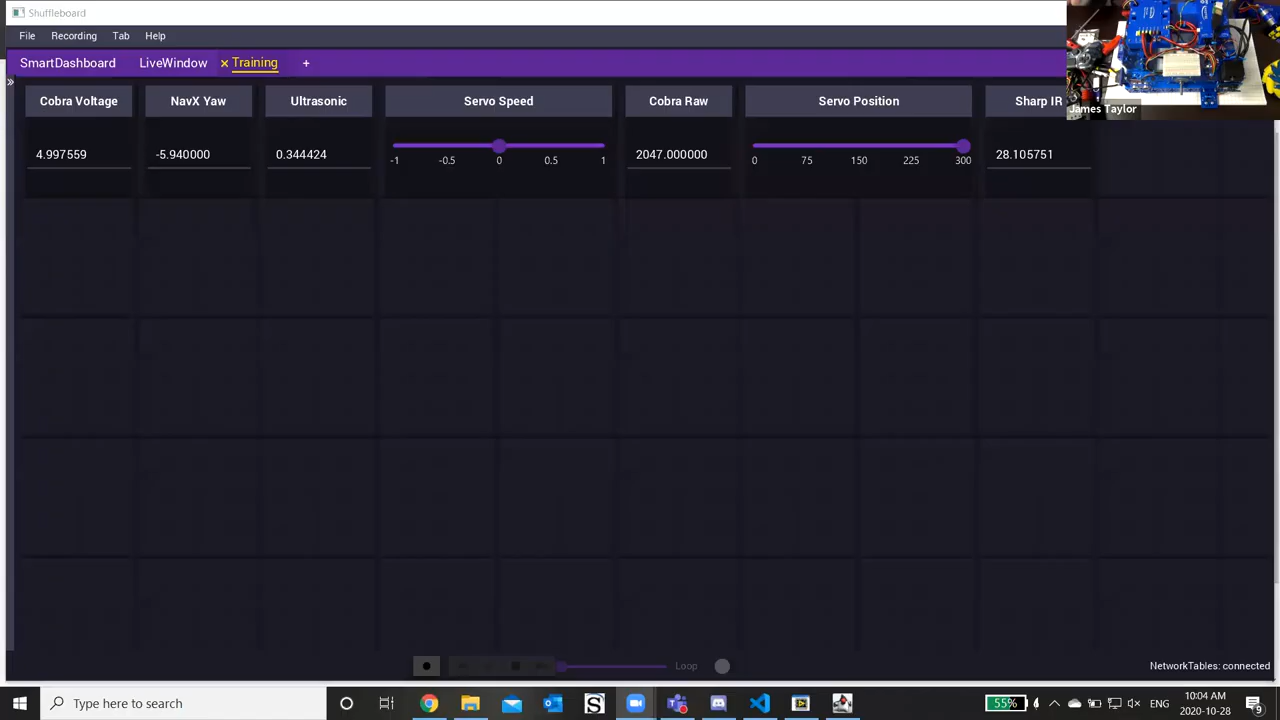 Shuffleboard
File Recording Tab Help
SmartDashboard LiveWindow × Training +
»
Cobra Voltage NavX Yaw Ultrasonic Servo Speed Cobra Raw Servo Position Sharp IR
James Taylor
4.997559 -5.940000 0.344424 2047.000000 28.105751
-1 -0.5 0 0.5 1 0 75 150 225 300
Loop
NetworkTables: connected
Type here to search
55% ENG 10:04 AM
2020-10-28 9